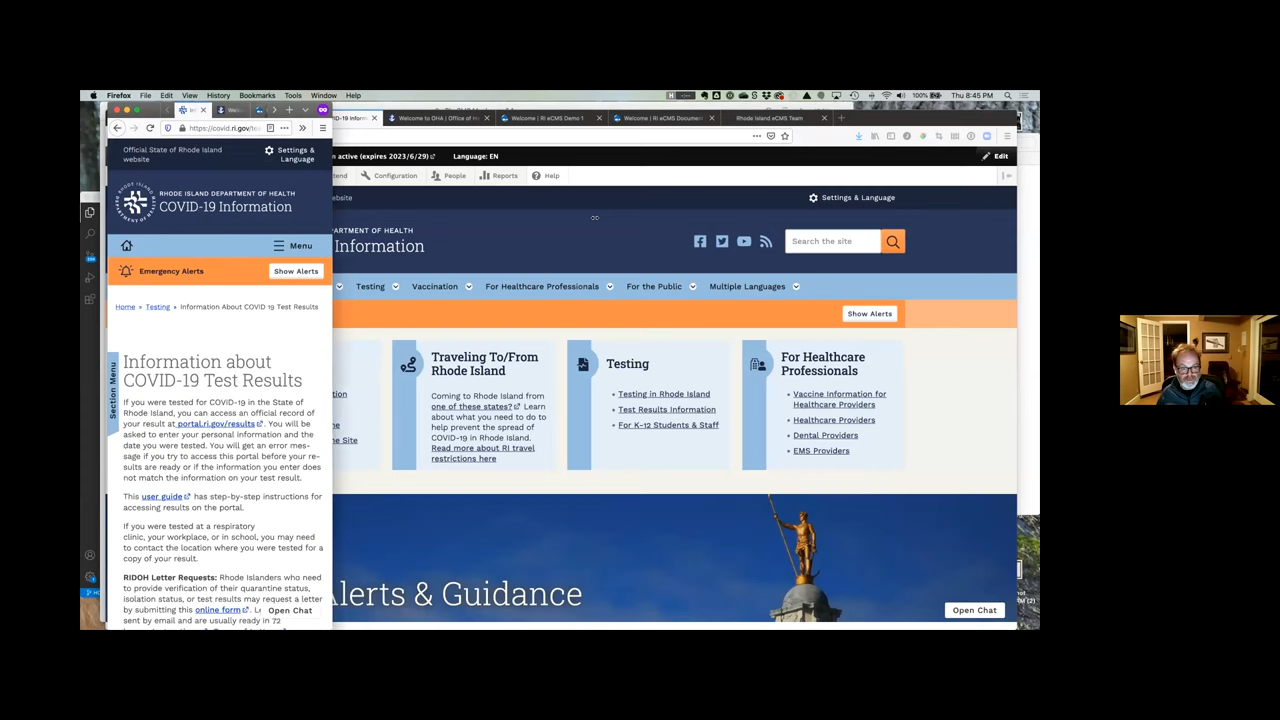 Firefox File Edit View History Bookmarks Tools Window Help
100% Thu 8:45 PM
Welcome to OHA | Office of H
Welcome | RI eCMS Demo 1
Welcome | RI eCMS Document
Rhode Island eCMS Team
https://covid.ri.gov/te
Official State of Rhode Island
website
Settings &
Language
RHODE ISLAND DEPARTMENT OF HEALTH
COVID-19 Information
Menu
Emergency Alerts
Show Alerts
Home » Testing » Information About COVID 19 Test Results
Section Menu
Information about
COVID-19 Test Results
If you were tested for COVID-19 in the State of
Rhode Island, you can access an official record of
your result at portal.ri.gov/results. You will be
asked to enter your personal information and the
date you were tested. You will get an error mes-
sage if you try to access this portal before your re-
sults are ready or if the information you enter does
not match the information on your test result.
This user guide has step-by-step instructions for
accessing results on the portal.
If you were tested at a respiratory
clinic, your workplace, or in school, you may need
to contact the location where you were tested for a
copy of your result.
RIDOH Letter Requests: Rhode Islanders who need
to provide verification of their quarantine status,
isolation status, or test results may request a letter
by submitting this online form.
sent by email and are usually ready in 72
Open Chat
n active (expires 2023/6/29)
Language: EN
Edit
tend
Configuration
People
Reports
Help
ebsite
Settings & Language
ARTMENT OF HEALTH
Information
Search the site
Testing
Vaccination
For Healthcare Professionals
For the Public
Multiple Languages
Show Alerts
tion
ne
ne Site
Traveling To/From
Rhode Island
Coming to Rhode Island from
one of these states? Learn
about what you need to do to
help prevent the spread of
COVID-19 in Rhode Island.
Read more about RI travel
restrictions here
Testing
Testing in Rhode Island
Test Results Information
For K-12 Students & Staff
For Healthcare
Professionals
Vaccine Information for
Healthcare Providers
Healthcare Providers
Dental Providers
EMS Providers
Alerts & Guidance
Open Chat